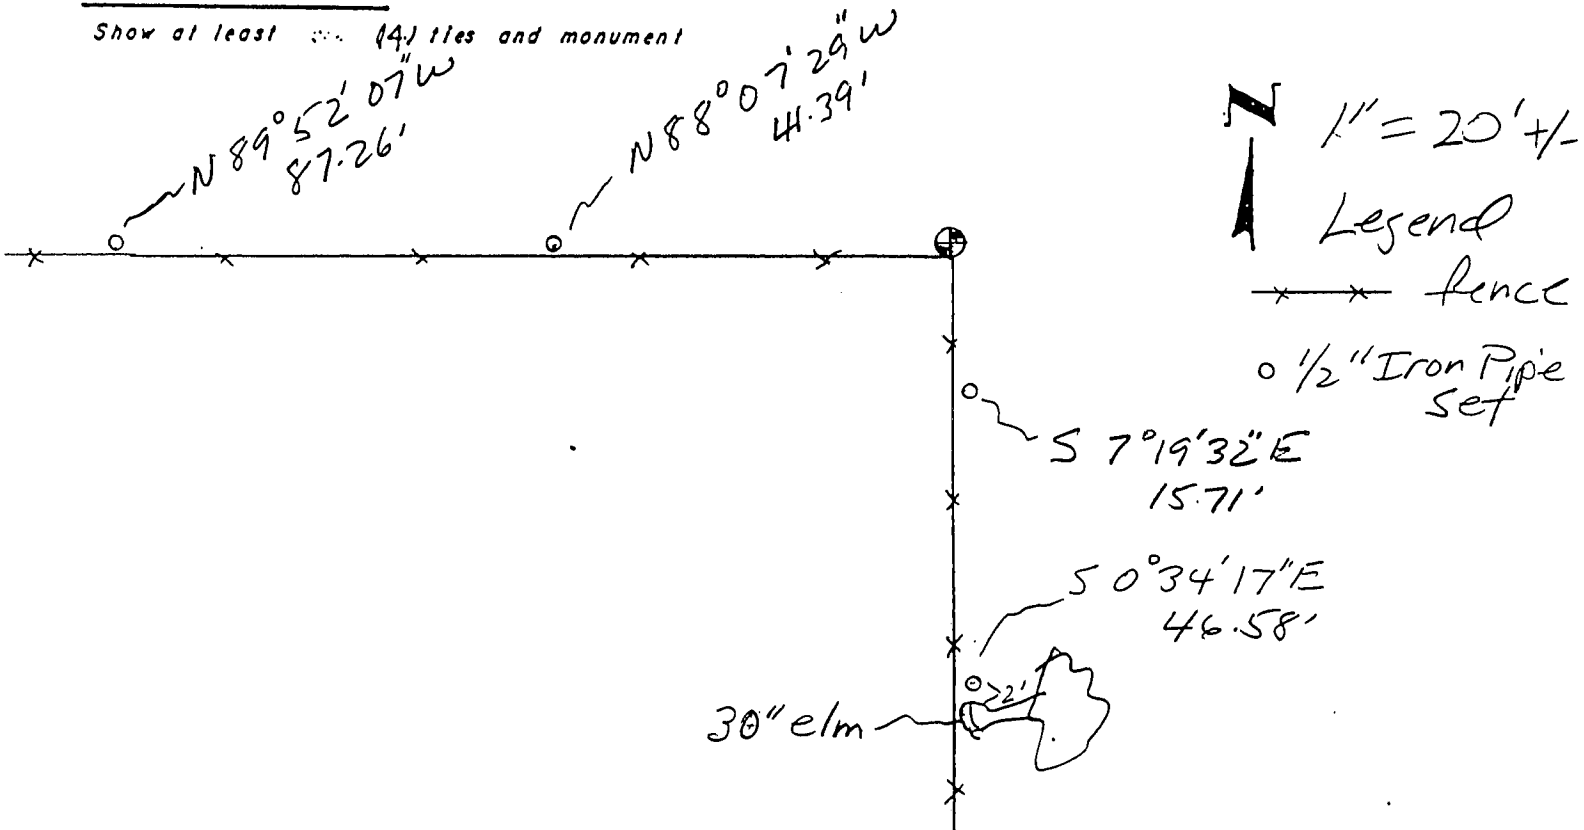 Show at least (4) ties and monument
N 89° 52' 07" W
87.26'
N 88° 07' 29" W
41.39'
N
1" = 20' +/-
Legend
fence
1/2" Iron Pipe
set
S 7° 19' 32" E
15.71'
S 0° 34' 17" E
46.58'
2'
30" elm